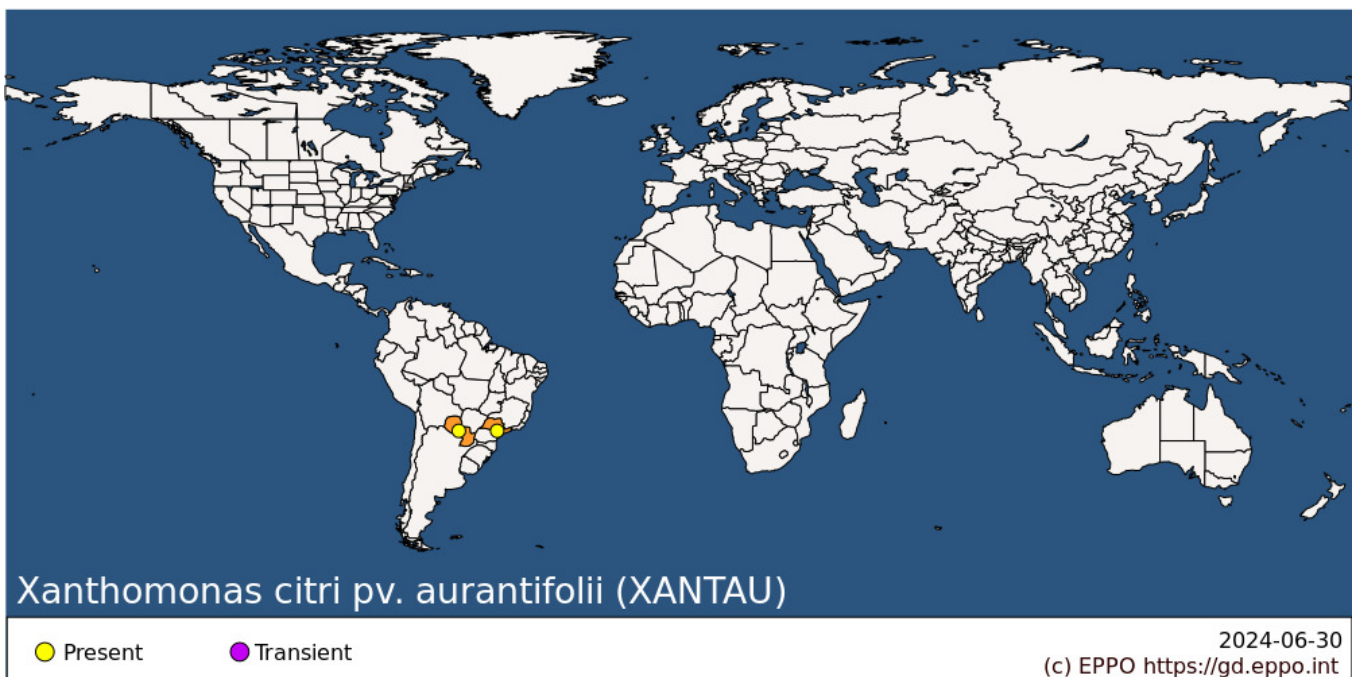 Xanthomonas citri pv. aurantifolii (XANTAU)
Present
Transient
2024-06-30
(c) EPPO https://gd.eppo.int